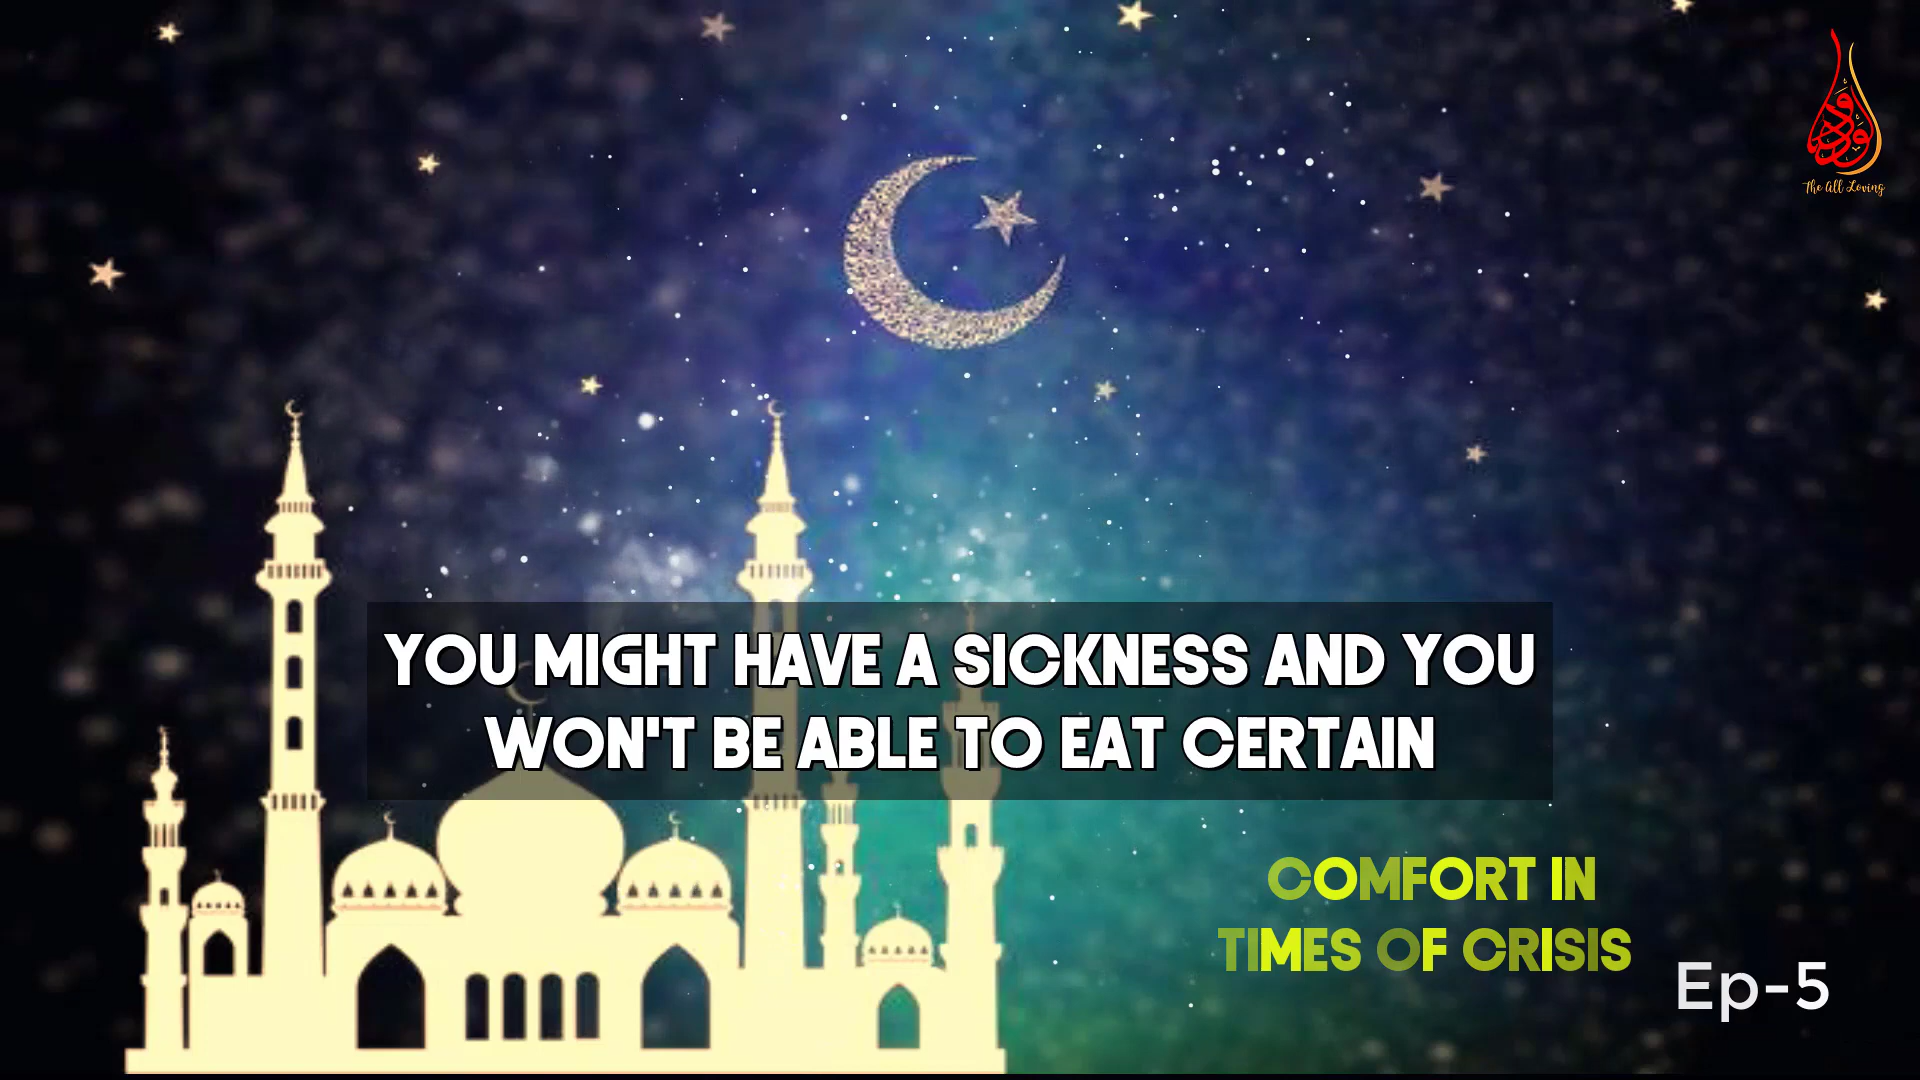 The All Loving
YOU MIGHT HAVE A SICKNESS AND YOU
WON'T BE ABLE TO EAT CERTAIN
COMFORT IN
TIMES OF CRISIS
Ep-5